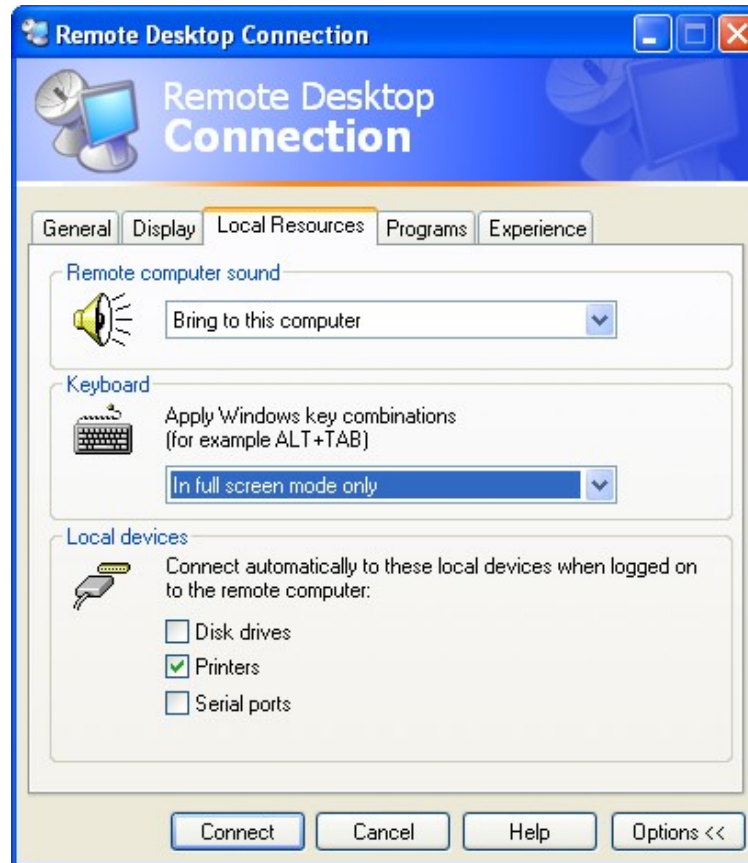 Remote Desktop Connection
Remote Desktop
Connection
General Display Local Resources Programs Experience
Remote computer sound
Bring to this computer
Keyboard
Apply Windows key combinations
(for example ALT+TAB)
In full screen mode only
Local devices
Connect automatically to these local devices when logged on
to the remote computer:
Disk drives
Printers
Serial ports
Connect Cancel Help Options <<